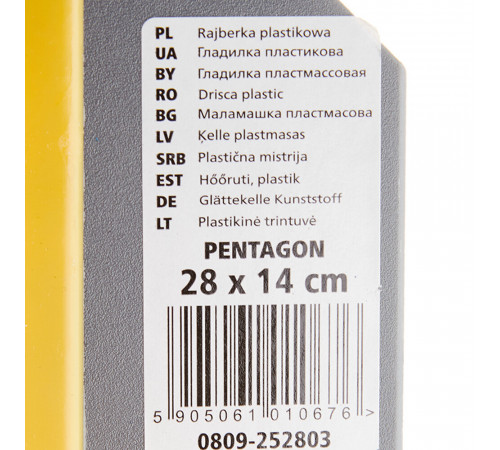 PL Rajberka plastikowa
UA Гладилка пластикова
BY Гладилка пластмассовая
RO Drisca plastic
BG Маламашка пластмасова
LV Ķelle plastmasas
SRB Plastična mistrija
EST Hőőruti, plastik
DE Glättekelle Kunststoff
LT Plastikinė trintuvė
PENTAGON
28 x 14 cm
5 905061 010676 >
0809-252803